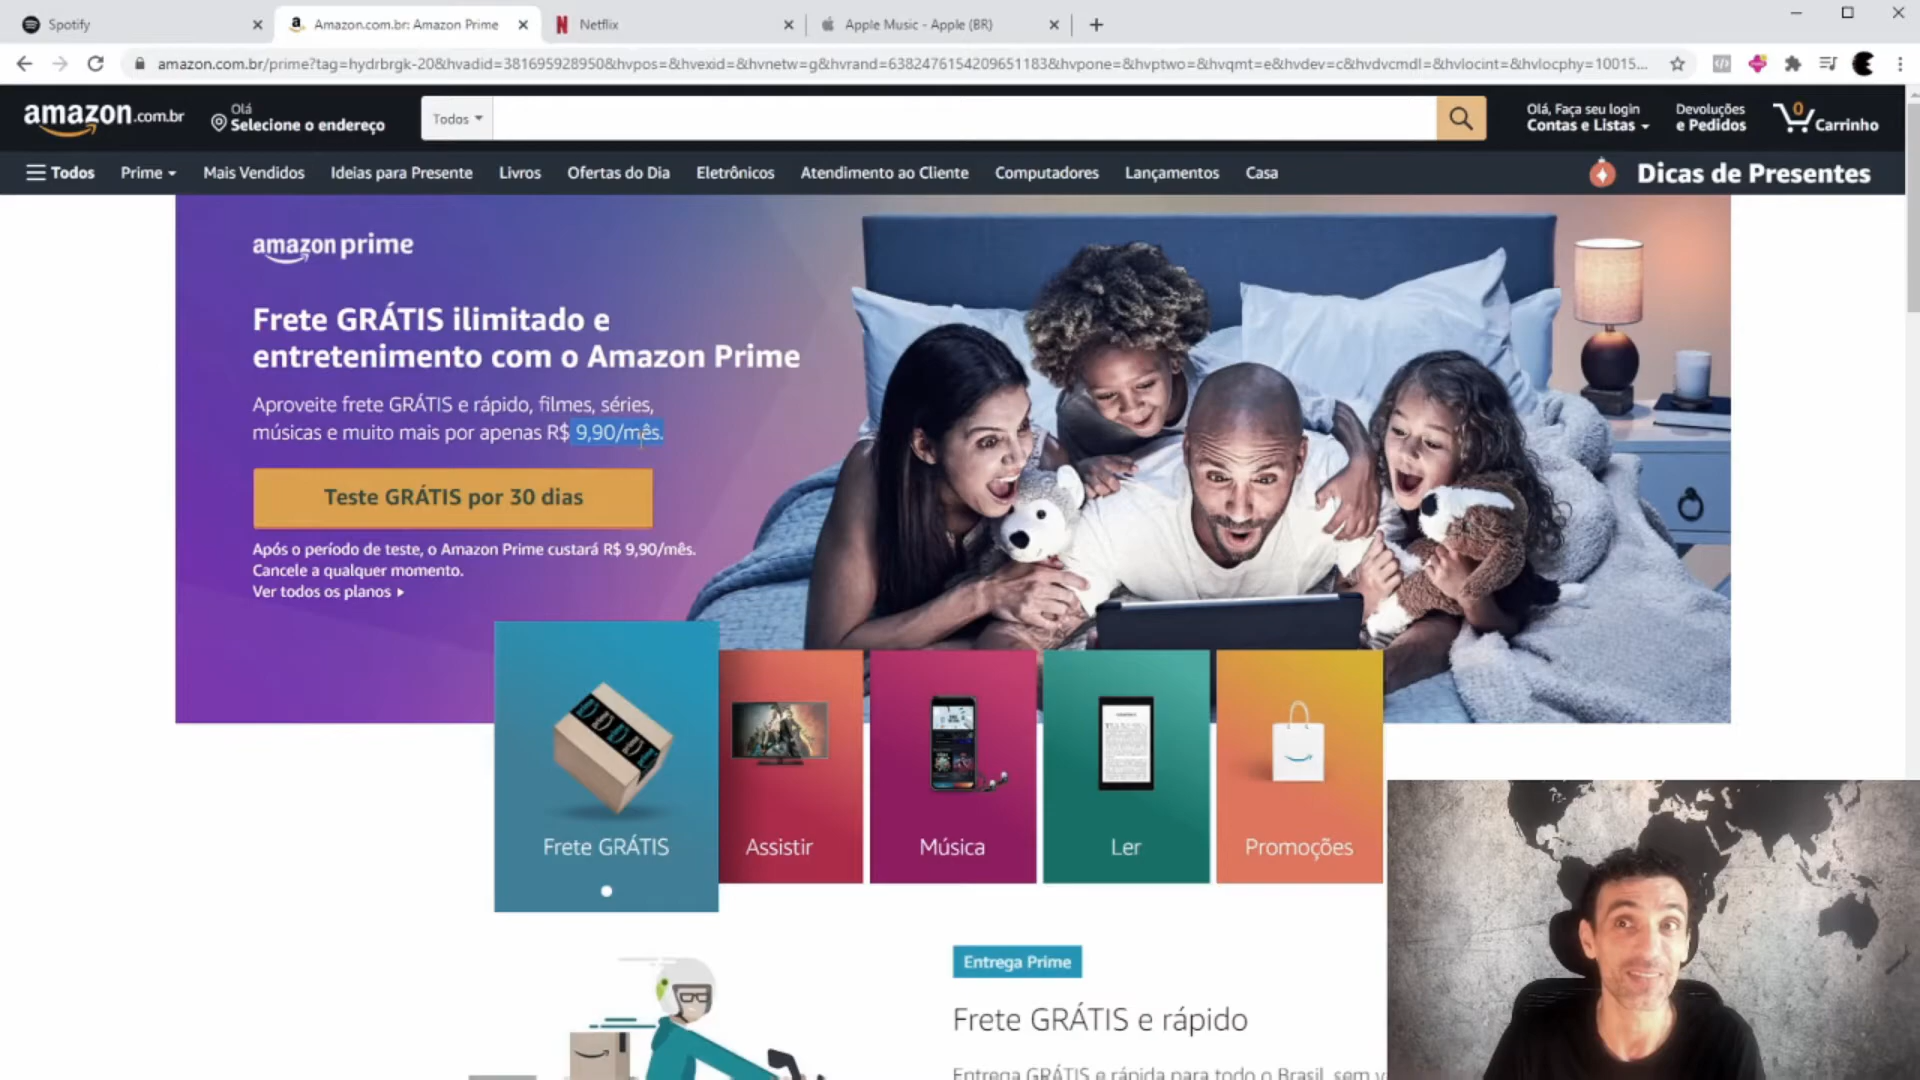 Spotify
Amazon.com.br: Amazon Prime
Netflix
Apple Music - Apple (BR)
amazon.com.br/prime?tag=hydrbrgk-20&hvadid=381695928950&hvpos=&hvexid=&hvnetw=g&hvrand=6382476154209651183&hvpone=&hvptwo=&hvqmt=e&hvdev=c&hvdvcmdl=&hvlocint=&hvlocphy=10015...
amazon.com.br
Olá
Selecione o endereço
Todos
Olá, Faça seu login
Contas e Listas
Devoluções
e Pedidos
0
Carrinho
Todos
Prime
Mais Vendidos
Ideias para Presente
Livros
Ofertas do Dia
Eletrônicos
Atendimento ao Cliente
Computadores
Lançamentos
Casa
Dicas de Presentes
amazon prime
Frete GRÁTIS ilimitado e
entretenimento com o Amazon Prime
Aproveite frete GRÁTIS e rápido, filmes, séries,
músicas e muito mais por apenas R$ 9,90/mês.
Teste GRÁTIS por 30 dias
Após o período de teste, o Amazon Prime custará R$ 9,90/mês.
Cancele a qualquer momento.
Ver todos os planos
Frete GRÁTIS
Assistir
Música
Ler
Promoções
Entrega Prime
Frete GRÁTIS e rápido
Entrega GRÁTIS e rápida para todo o Brasil, sem v